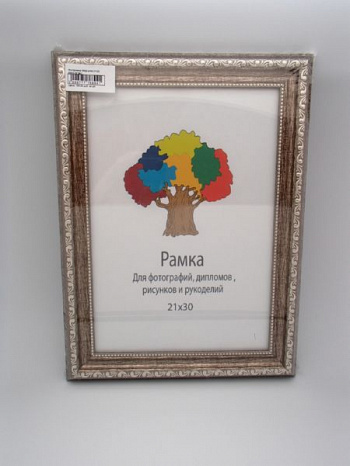 Рамка
Для фотографий, дипломов ,
рисунков и рукоделий
21x30